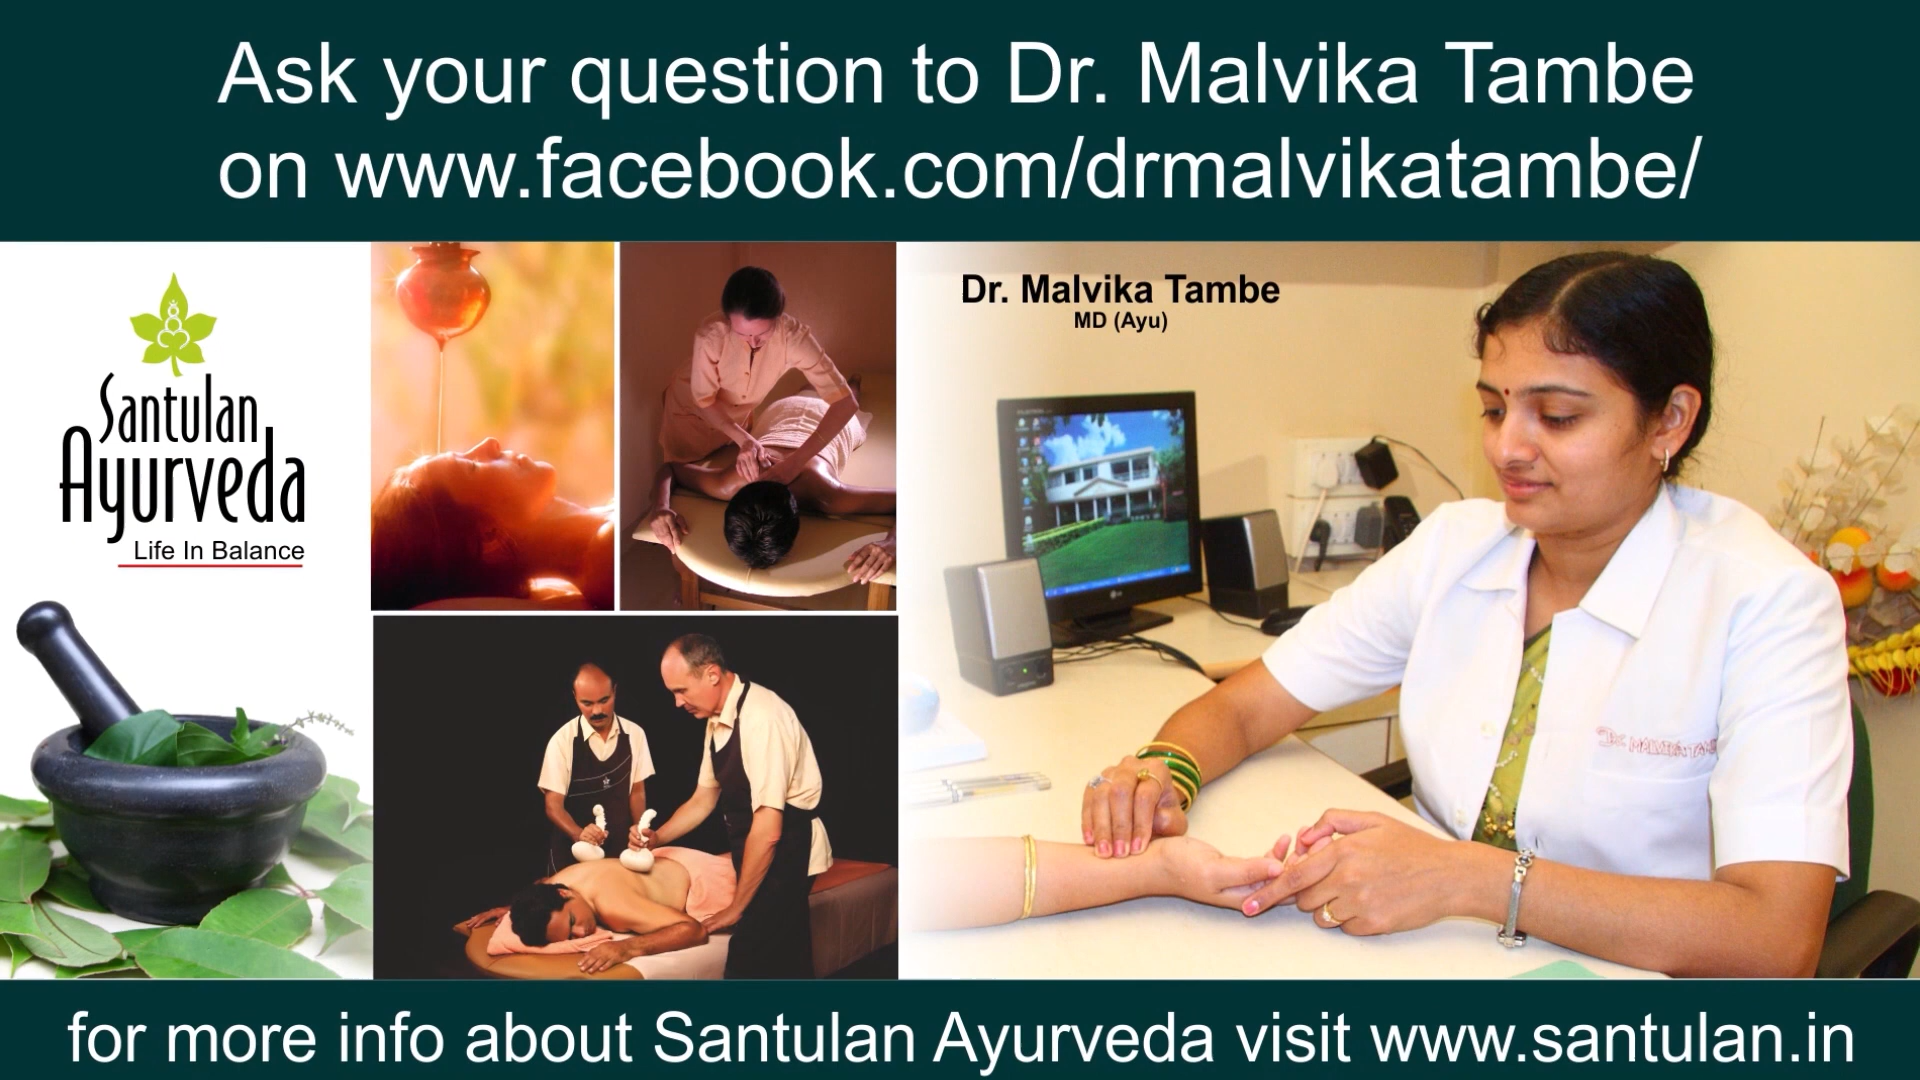 Ask your question to Dr. Malvika Tambe
on www.facebook.com/drmalvikatambe/
Santulan
Ayurveda
Life In Balance
Dr. Malvika Tambe
MD (Ayu)
for more info about Santulan Ayurveda visit www.santulan.in